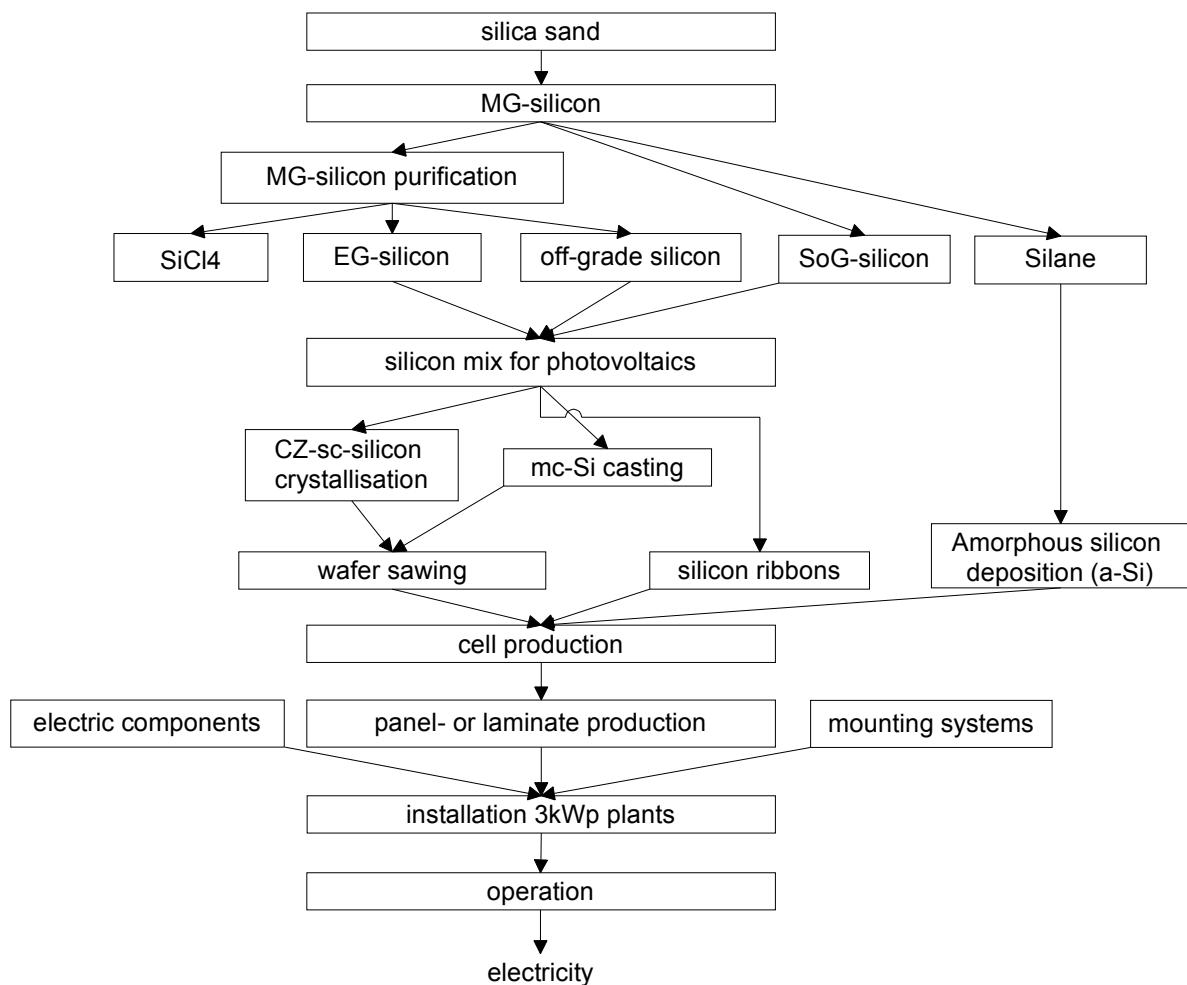 silica sand
MG-silicon
MG-silicon purification
SiCl4
EG-silicon
off-grade silicon
SoG-silicon
Silane
silicon mix for photovoltaics
CZ-sc-silicon
crystallisation
mc-Si casting
wafer sawing
silicon ribbons
Amorphous silicon
deposition (a-Si)
cell production
electric components
panel- or laminate production
mounting systems
installation 3kWp plants
operation
electricity